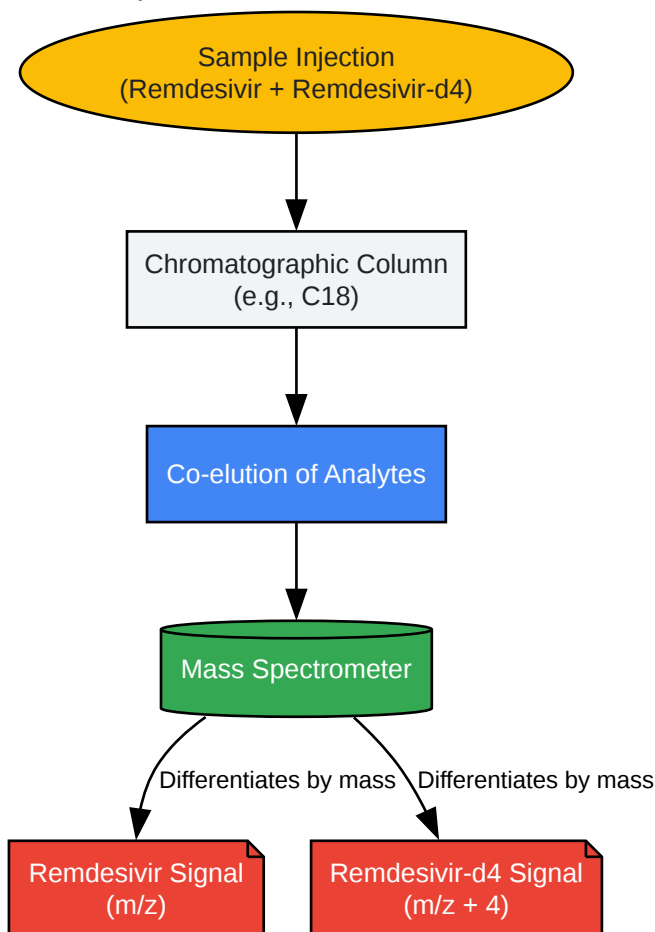 Sample Injection
(Remdesivir + Remdesivir-d4)
Chromatographic Column
(e.g., C18)
Co-elution of Analytes
Mass Spectrometer
Differentiates by mass
Differentiates by mass
Remdesivir Signal
(m/z)
Remdesivir-d4 Signal
(m/z + 4)